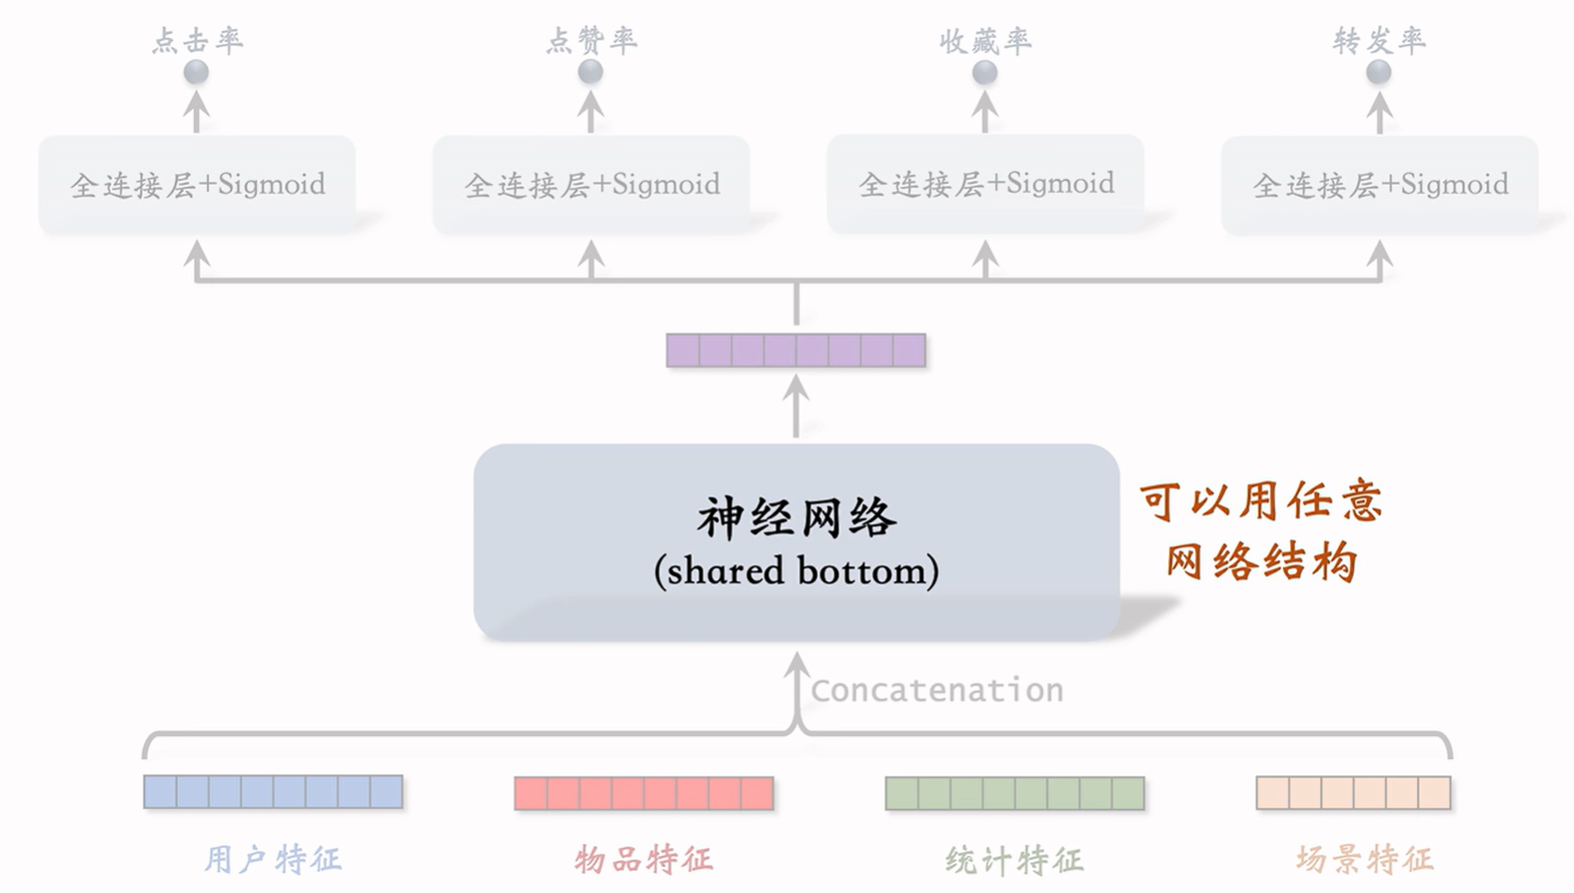 点击率 点赞率 收藏率 转发率
全连接层+Sigmoid 全连接层+Sigmoid 全连接层+Sigmoid 全连接层+Sigmoid
神经网络
(shared bottom)
可以用任意
网络结构
Concatenation
用户特征 物品特征 统计特征 场景特征